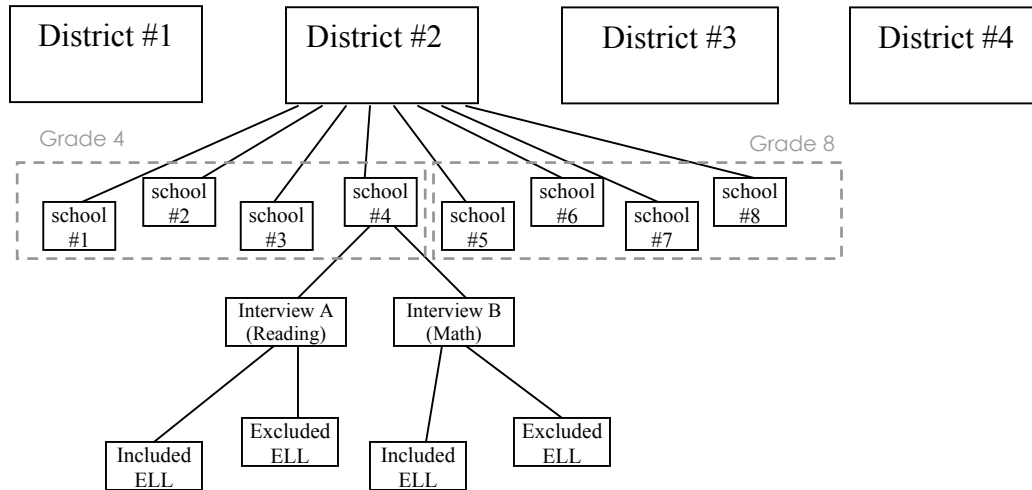 District #1
District #2
District #3
District #4
Grade 4
Grade 8
school
#1
school
#2
school
#3
school
#4
school
#5
school
#6
school
#7
school
#8
Interview A
(Reading)
Interview B
(Math)
Included
ELL
Excluded
ELL
Included
ELL
Excluded
ELL